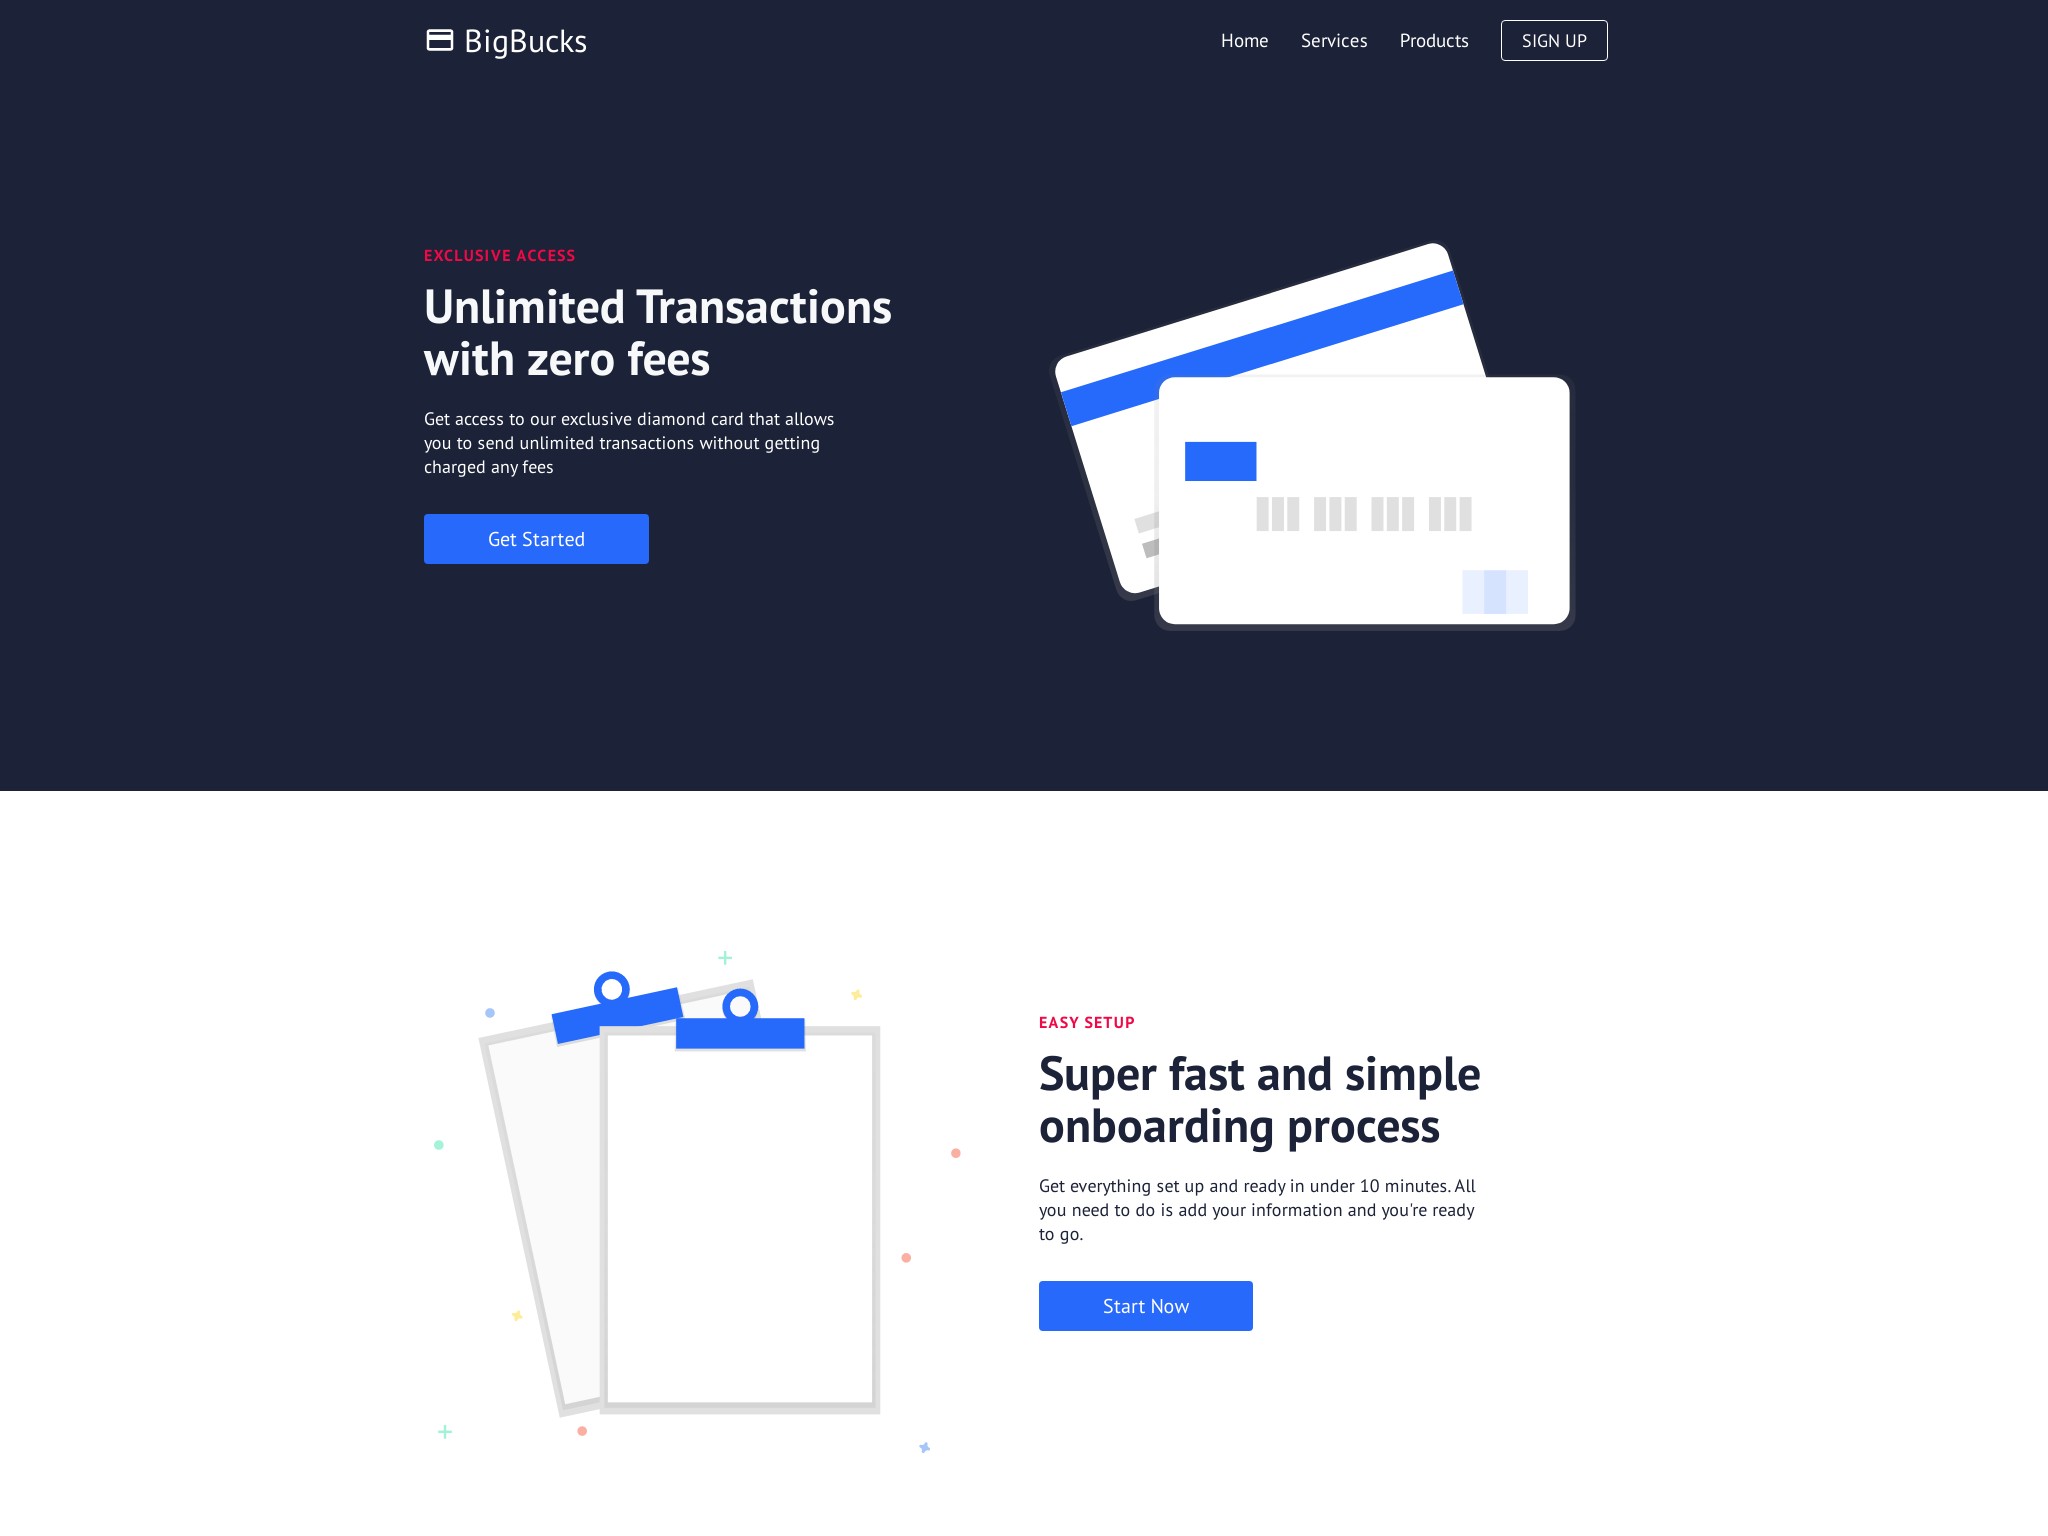 BigBucks
Home
Services
Products
SIGN UP
EXCLUSIVE ACCESS
Unlimited Transactions
with zero fees
Get access to our exclusive diamond card that allows
you to send unlimited transactions without getting
charged any fees
Get Started
EASY SETUP
Super fast and simple
onboarding process
Get everything set up and ready in under 10 minutes. All
you need to do is add your information and you're ready
to go.
Start Now